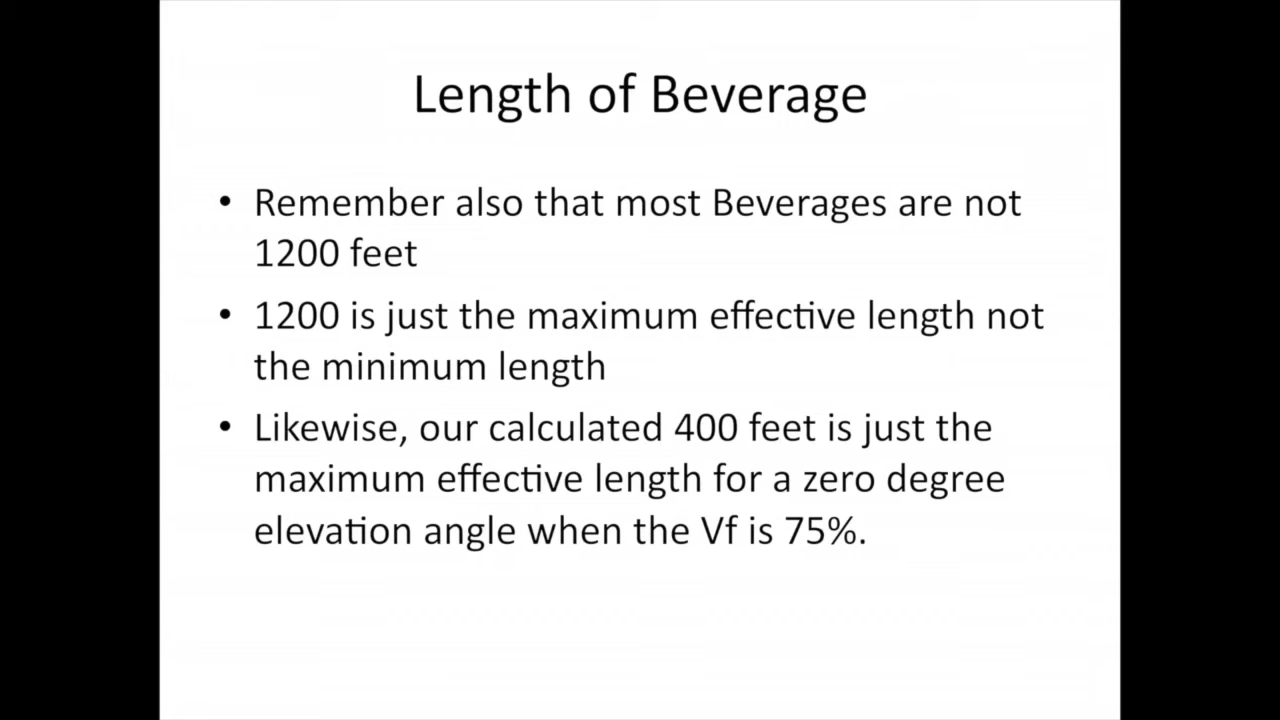 Length of Beverage
• Remember also that most Beverages are not
1200 feet
• 1200 is just the maximum effective length not
the minimum length
• Likewise, our calculated 400 feet is just the
maximum effective length for a zero degree
elevation angle when the Vf is 75%.